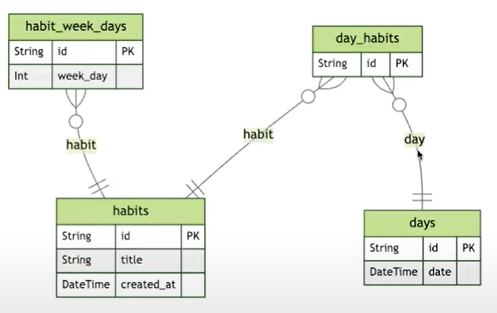 habit_week_days
String id PK
Int week_day
day_habits
String id PK
habit
habit
day
habits
String id PK
String title
DateTime created_at
days
String id PK
DateTime date